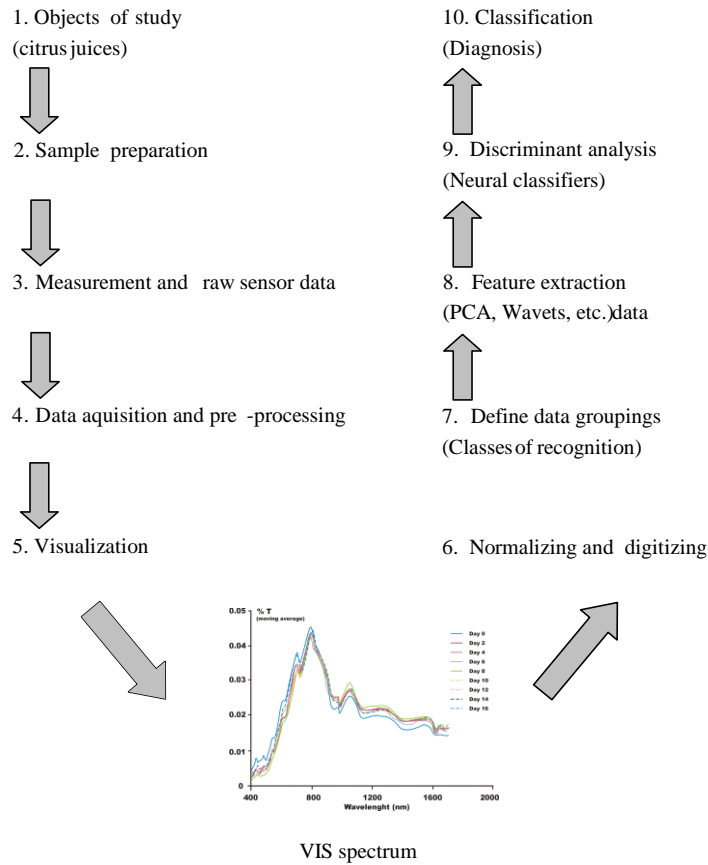 1. Objects of study
(citrus juices)
2. Sample preparation
3. Measurement and raw sensor data
4. Data aquisition and pre -processing
5. Visualization
10. Classification
(Diagnosis)
9. Discriminant analysis
(Neural classifiers)
8. Feature extraction
(PCA, Wavets, etc.)data
7. Define data groupings
(Classes of recognition)
6. Normalizing and digitizing
% T
(moving average)
0.05
0.04
0.03
0.02
0.01
0
400
800
1200
1600
2000
Wavelenght (nm)
Day 0
Day 2
Day 4
Day 6
Day 8
Day 10
Day 12
Day 14
Day 16
VIS spectrum